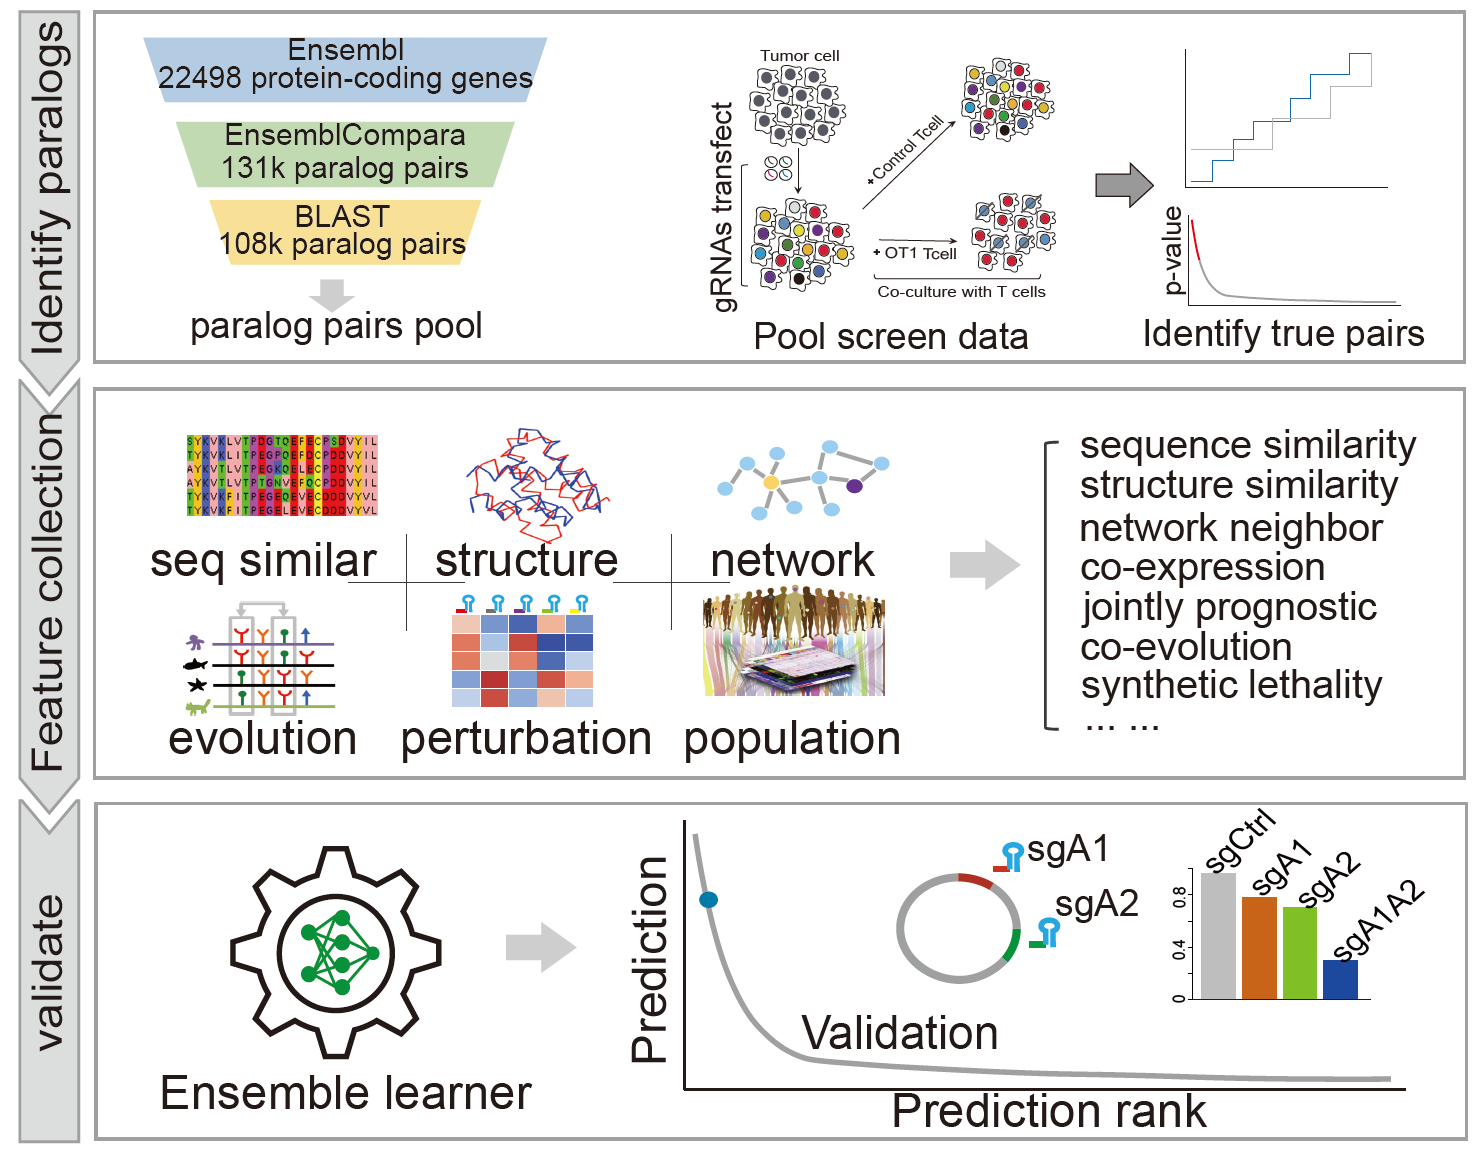 Identify paralogs
Ensembl
22498 protein-coding genes
EnsemblCompara
131k paralog pairs
BLAST
108k paralog pairs
paralog pairs pool
Tumor cell
gRNAs transfect
+ Control Tcell
+ OT1 Tcell
Co-culture with T cells
Pool screen data
p-value
Identify true pairs
Feature collection
SYKVKLVTPDGTQEFECPSDVYIL
TYKVKLITPEGPQEFDCPDDVYIL
AYKVTLVTPEGKQELECPDDVYIL
AYKVTLVTPTGNVEFQCPDDVYIL
TYKVKFITPEGEQEVECDDDVYVL
TYKVKFITPEGELEVECDDDVYVL
seq similar
structure
network
evolution
perturbation
population
sequence similarity
structure similarity
network neighbor
co-expression
jointly prognostic
co-evolution
synthetic lethality
... ...
validate
Ensemble learner
Prediction
Validation
Prediction rank
sgA1
sgA2
0.8
0.4
0
sgCtrl
sgA1
sgA2
sgA1A2